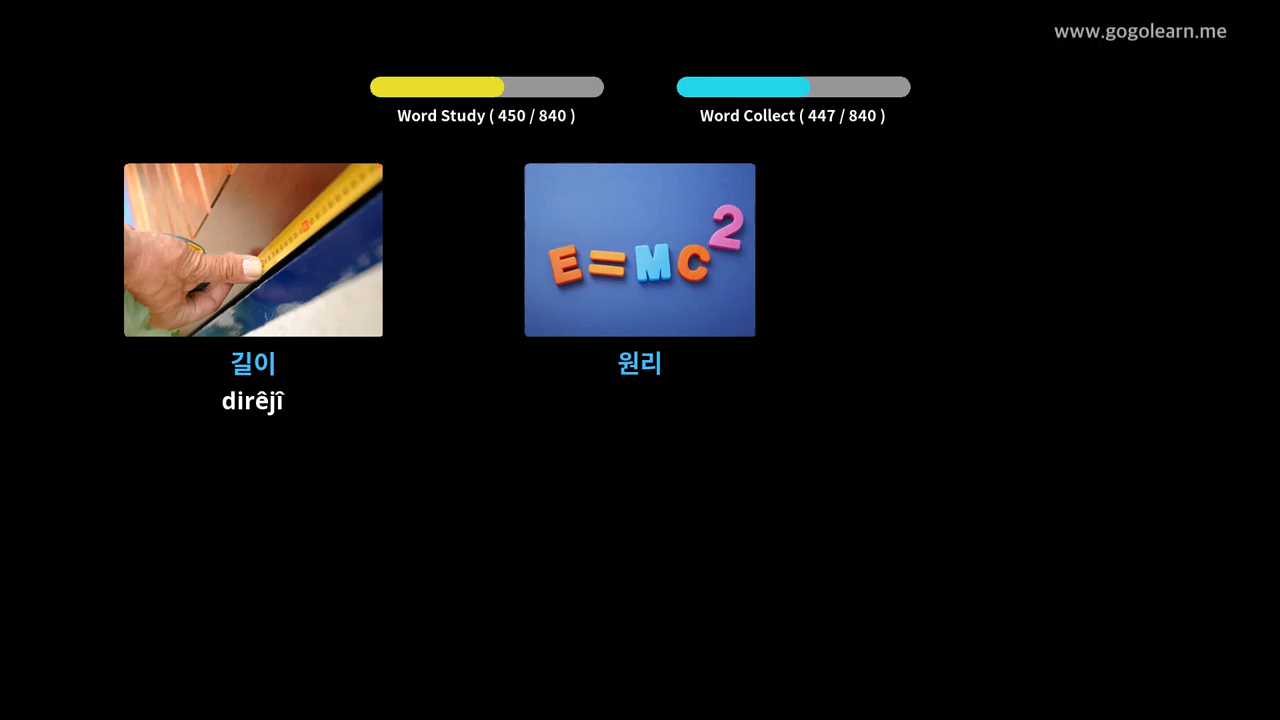 www.gogolearn.me
Word Study ( 450 / 840 )
Word Collect ( 447 / 840 )
E=MC2
길이
원리
dirêjî